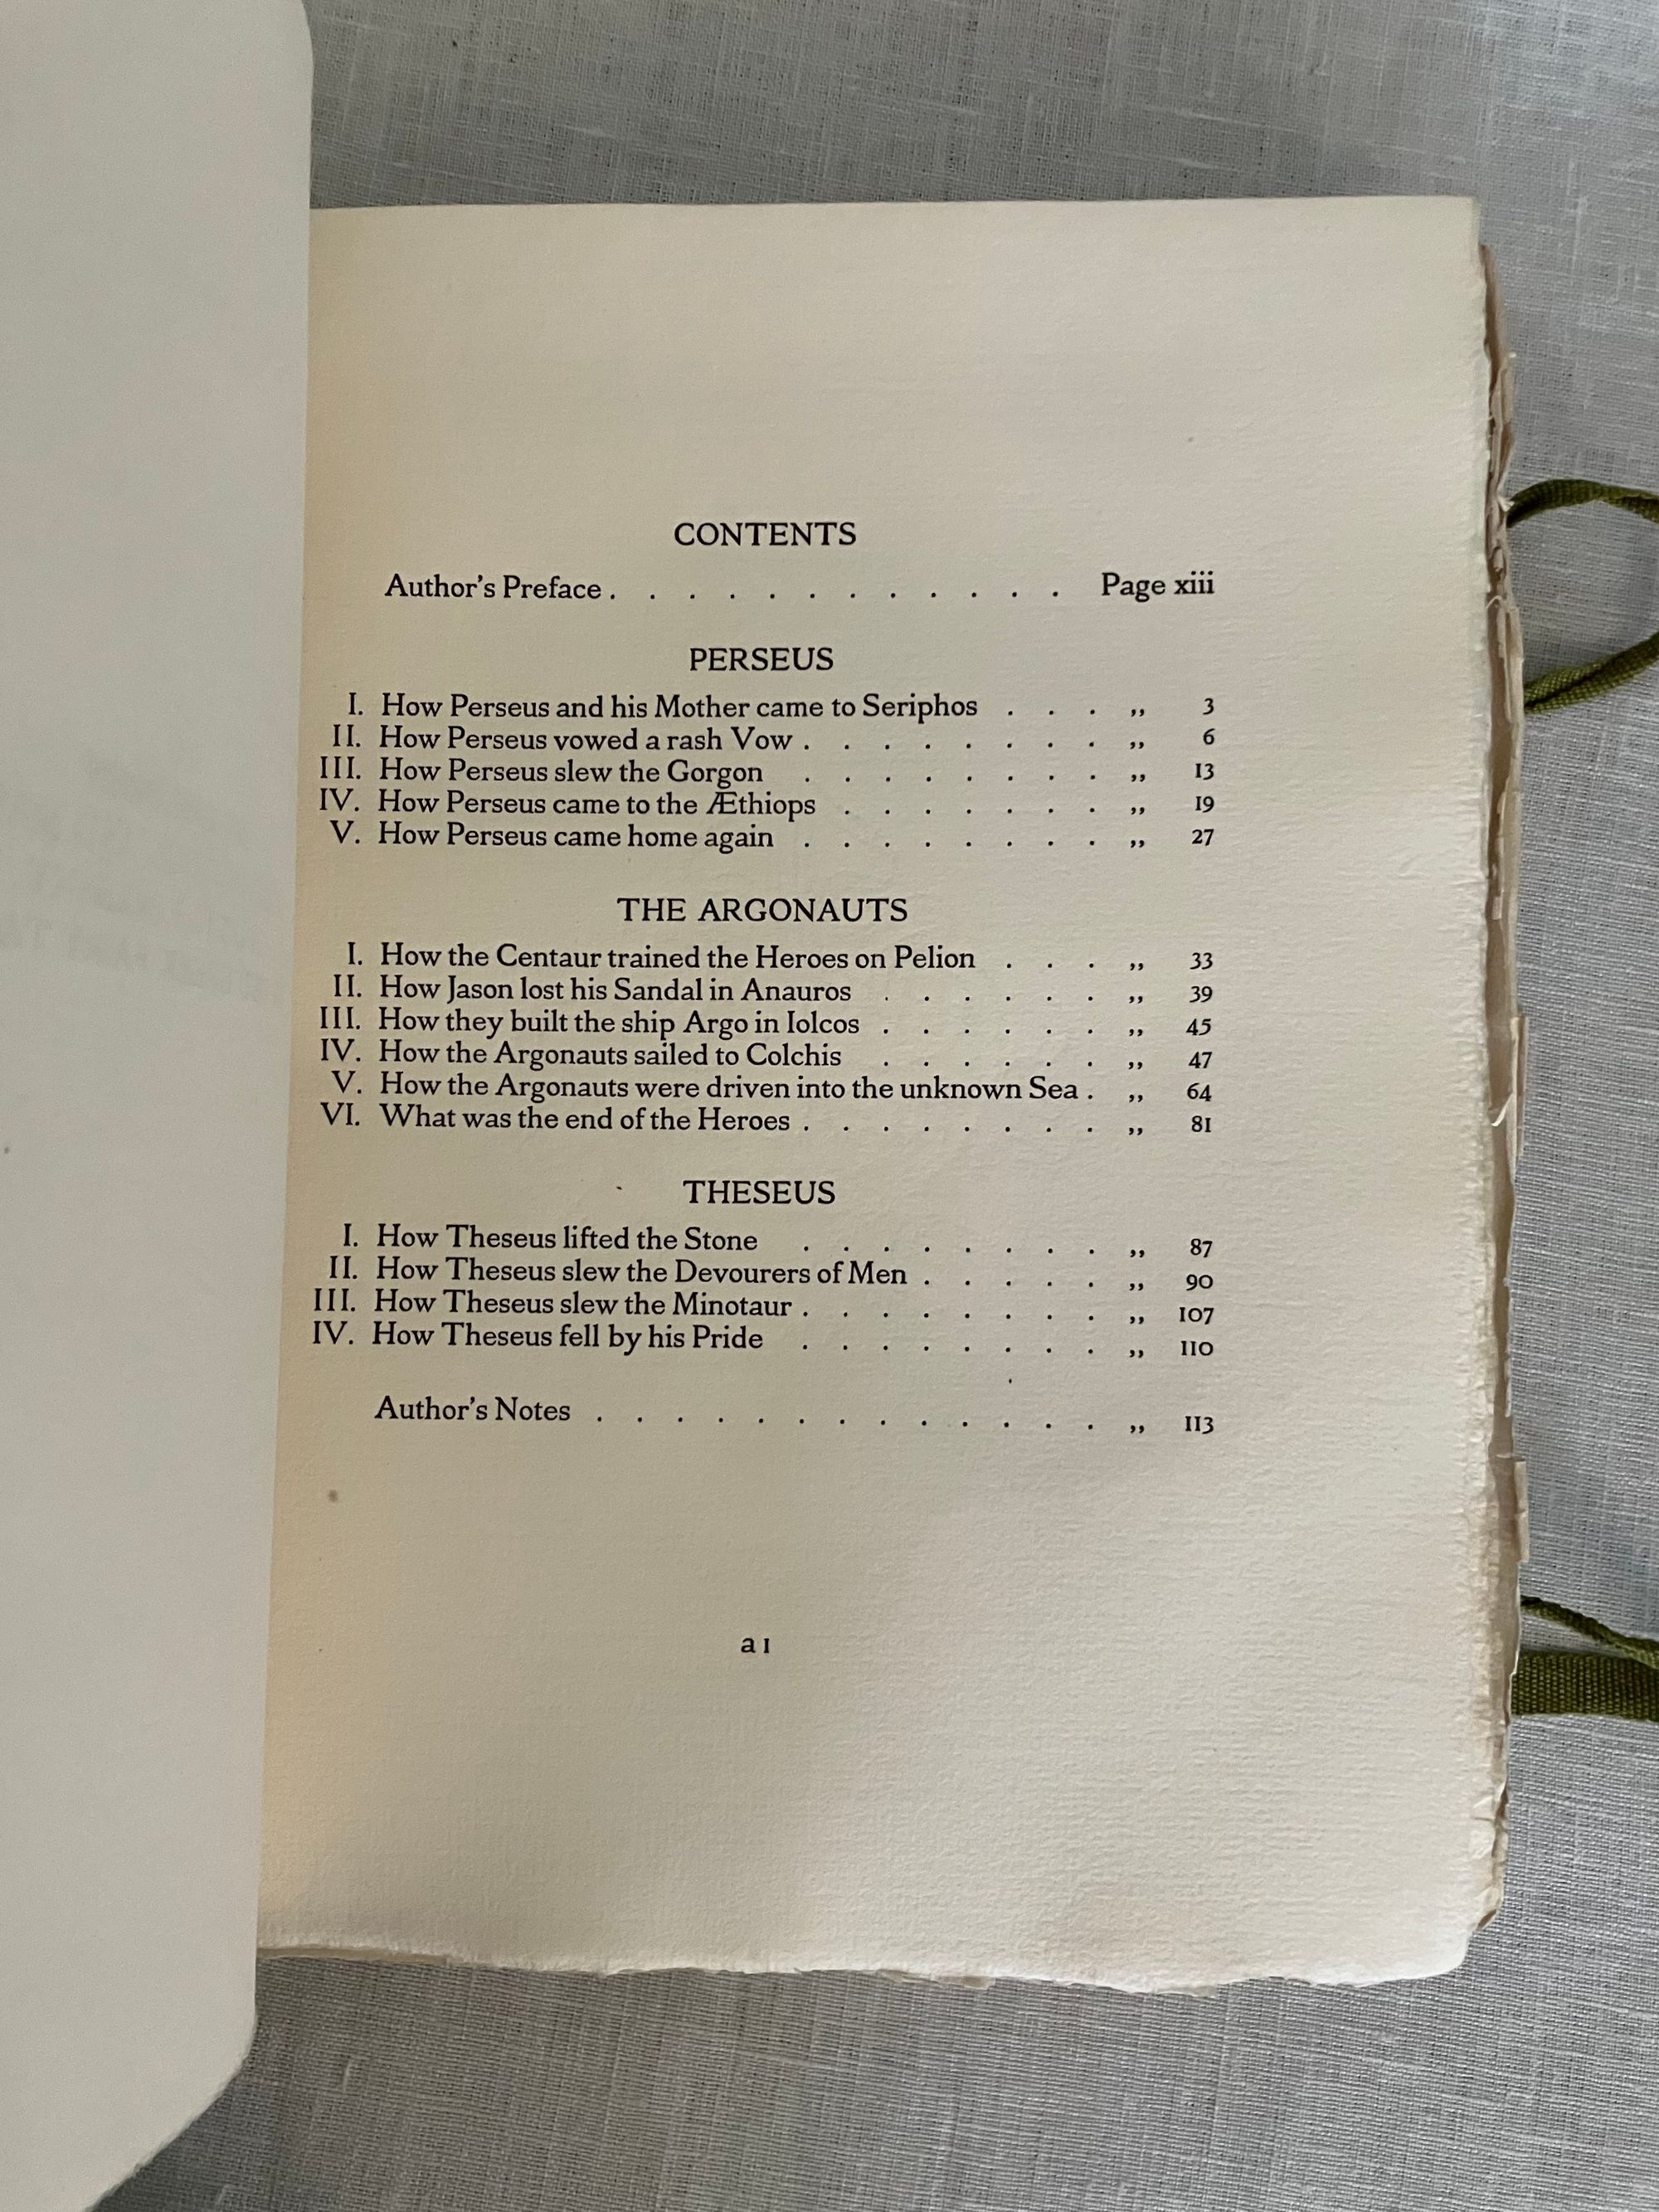 CONTENTS
Author's Preface . . . . . . . . . . . . Page xiii
PERSEUS
I. How Perseus and his Mother came to Seriphos . . . „ 3
II. How Perseus vowed a rash Vow . . . . . . . . „ 6
III. How Perseus slew the Gorgon . . . . . . . . „ 13
IV. How Perseus came to the Æthiops . . . . . . . „ 19
V. How Perseus came home again . . . . . . . . „ 27
THE ARGONAUTS
I. How the Centaur trained the Heroes on Pelion . . . „ 33
II. How Jason lost his Sandal in Anauros . . . . . . „ 39
III. How they built the ship Argo in Iolcos . . . . . . „ 45
IV. How the Argonauts sailed to Colchis . . . . . . „ 47
V. How the Argonauts were driven into the unknown Sea . „ 64
VI. What was the end of the Heroes . . . . . . . . „ 81
THESEUS
I. How Theseus lifted the Stone . . . . . . . . „ 87
II. How Theseus slew the Devourers of Men . . . . . „ 90
III. How Theseus slew the Minotaur . . . . . . . . „ 107
IV. How Theseus fell by his Pride . . . . . . . . „ 110
Author's Notes . . . . . . . . . . . . . „ 113
a 1